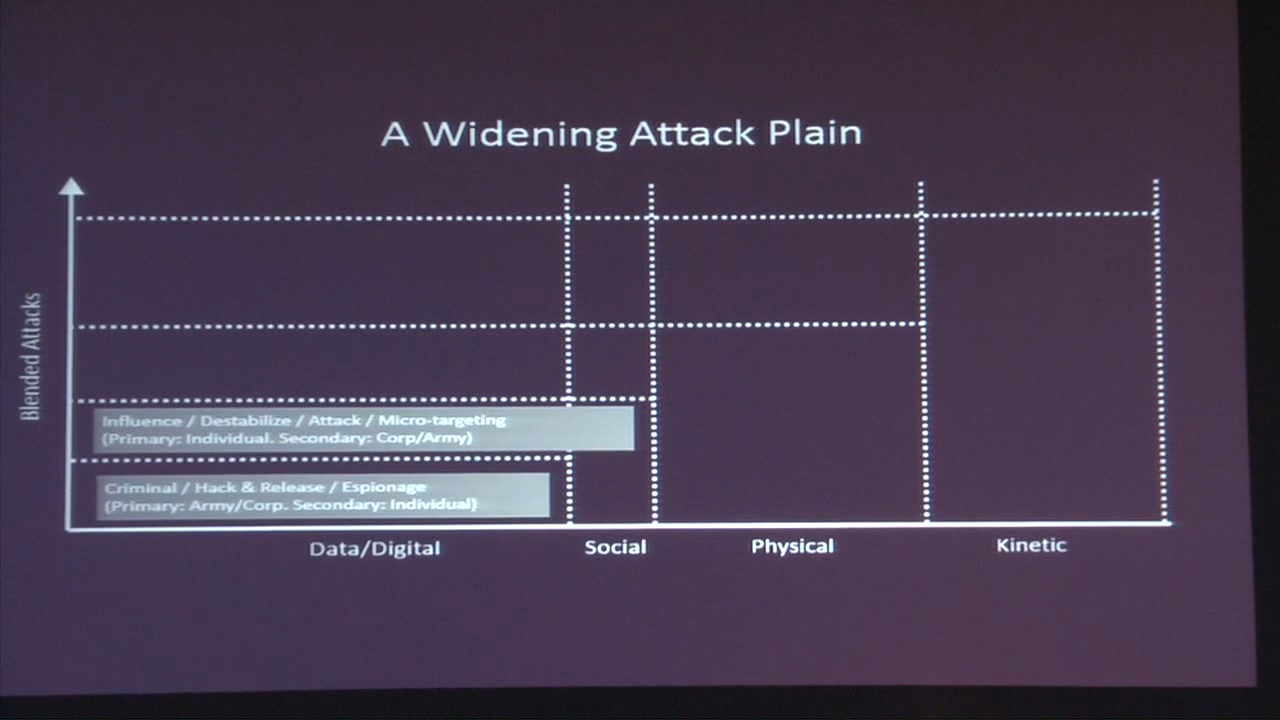 A Widening Attack Plain
Blended Attacks
Influence / Destabilize / Attack / Micro-targeting
(Primary: Individual. Secondary: Corp/Army)
Criminal / Hack & Release / Espionage
(Primary: Army/Corp. Secondary: Individual)
Data/Digital
Social
Physical
Kinetic